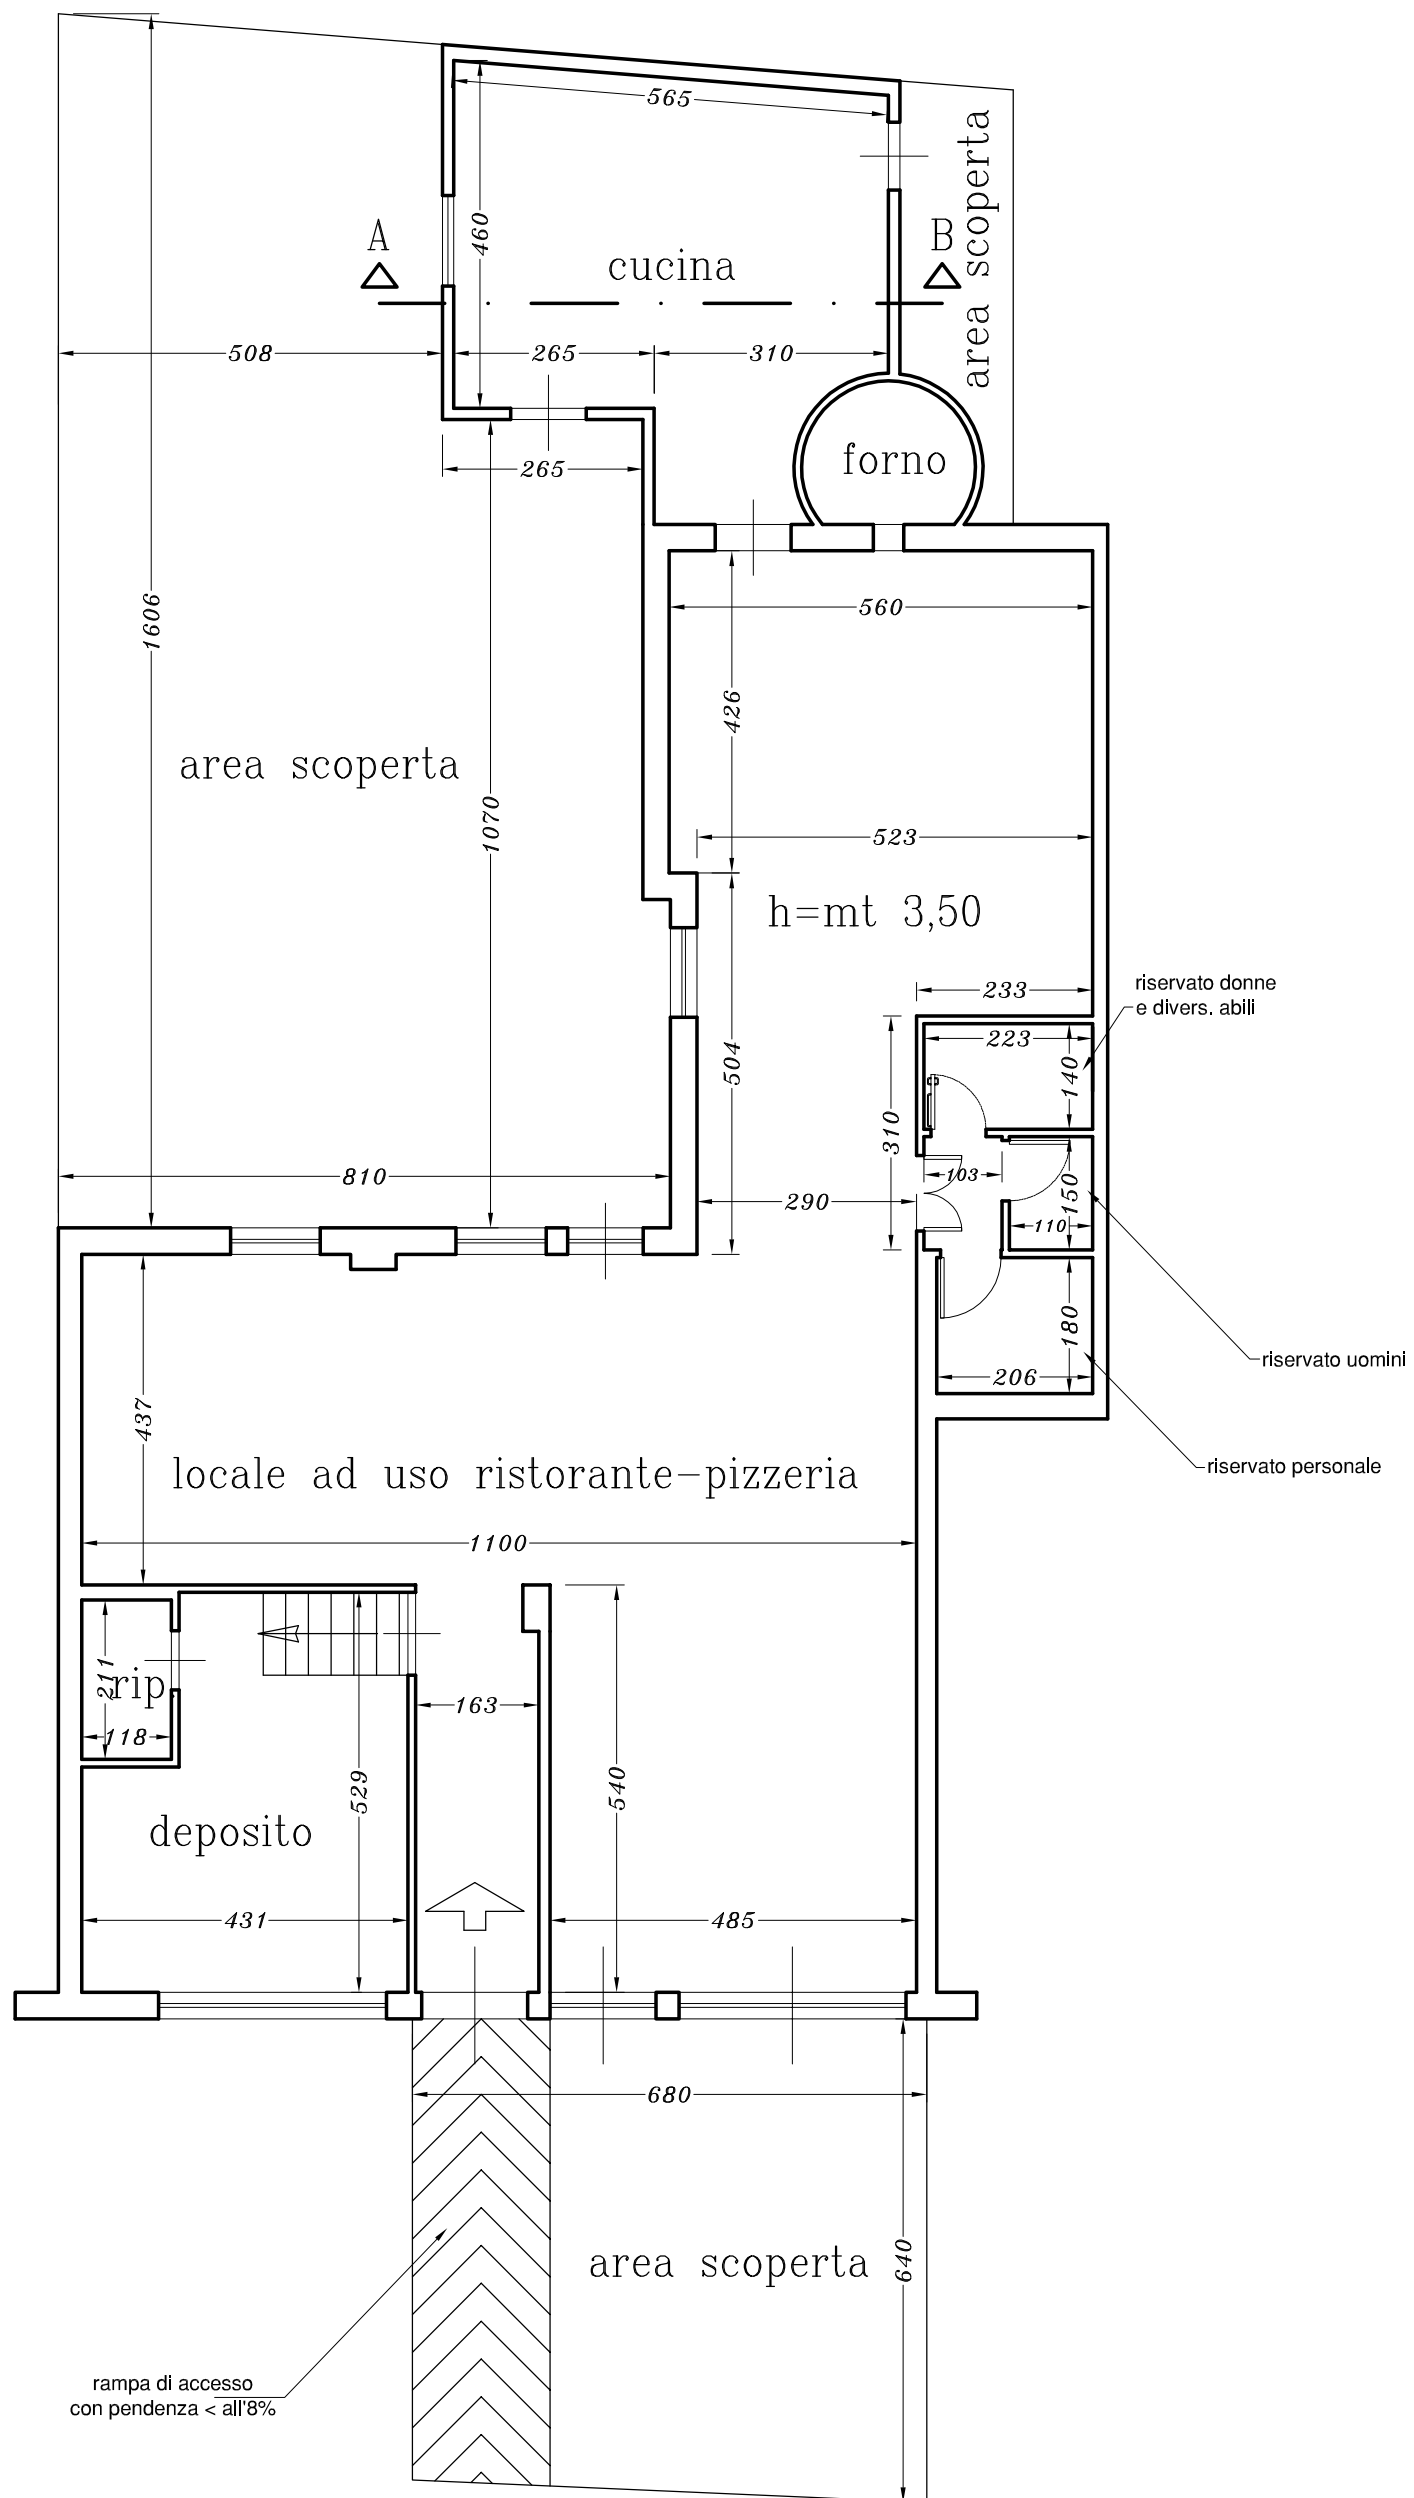 565
area scoperta
A
460
cucina
B
508
265
310
265
forno
1606
560
426
area scoperta
1070
523
h=mt 3,50
233
riservato donne
e divers. abili
223
140
504
310
810
103
150
290
110
180
206
riservato uomini
437
locale ad uso ristorante-pizzeria
riservato personale
1100
211
rip.
163
118
529
540
deposito
431
485
680
area scoperta
640
rampa di accesso
con pendenza < all'8%